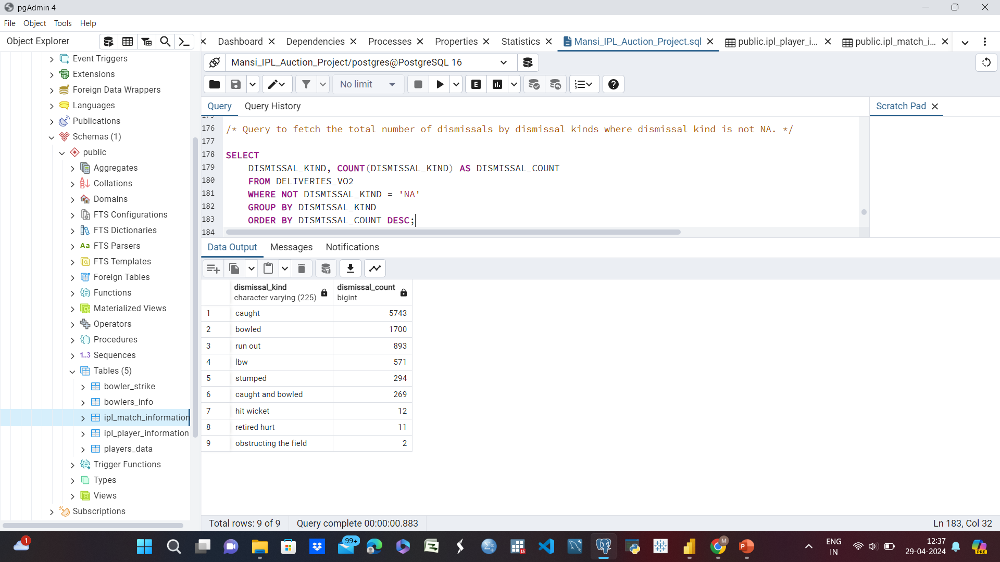 pgAdmin 4
File Object Tools Help
Object Explorer
Dashboard Dependencies Processes Properties Statistics Mansi_IPL_Auction_Project.sql public.ipl_player_i... public.ipl_match_i...
Event Triggers
Extensions
Foreign Data Wrappers
Languages
Publications
Schemas (1)
public
Aggregates
Collations
Domains
FTS Configurations
FTS Dictionaries
Aa FTS Parsers
FTS Templates
Foreign Tables
Functions
Materialized Views
Operators
Procedures
1..3 Sequences
Tables (5)
bowler_strike
bowlers_info
ipl_match_information
ipl_player_information
players_data
Trigger Functions
Types
Views
Subscriptions
Mansi_IPL_Auction_Project/postgres@PostgreSQL 16
No limit
E
Query Query History
Scratch Pad
176 /* Query to fetch the total number of dismissals by dismissal kinds where dismissal kind is not NA. */
177
178 SELECT
179 DISMISSAL_KIND, COUNT(DISMISSAL_KIND) AS DISMISSAL_COUNT
180 FROM DELIVERIES_VO2
181 WHERE NOT DISMISSAL_KIND = 'NA'
182 GROUP BY DISMISSAL_KIND
183 ORDER BY DISMISSAL_COUNT DESC;
184
Data Output Messages Notifications
dismissal_kind dismissal_count
character varying (225) bigint
1 caught 5743
2 bowled 1700
3 run out 893
4 lbw 571
5 stumped 294
6 caught and bowled 269
7 hit wicket 12
8 retired hurt 11
9 obstructing the field 2
Total rows: 9 of 9 Query complete 00:00:00.883 Ln 183, Col 32
1
99+
15
M
P
ENG
IN
12:37
29-04-2024
PRE